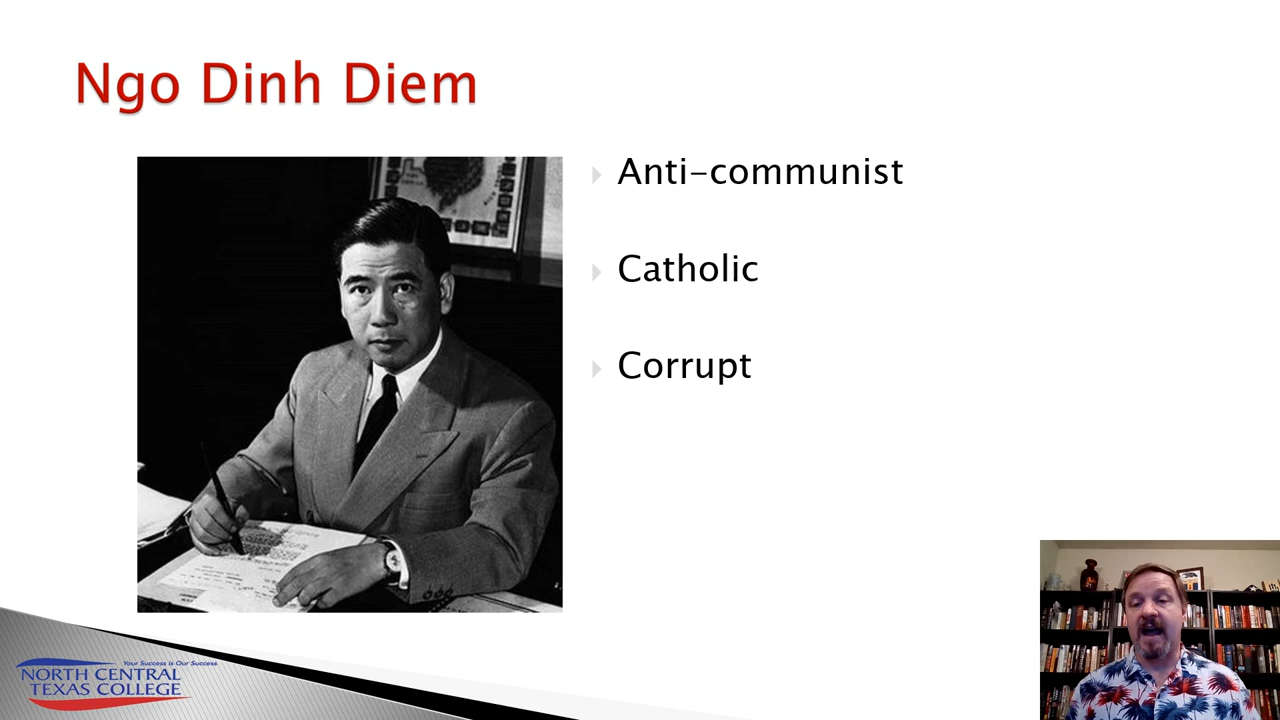 Ngo Dinh Diem
Anti-communist
Catholic
Corrupt
Your Success is Our Success
NORTH CENTRAL
TEXAS COLLEGE